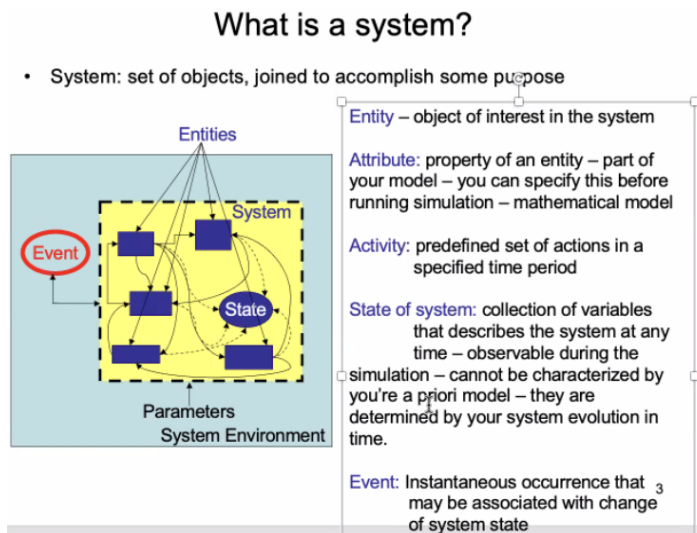 What is a system?
• System: set of objects, joined to accomplish some purpose
Entities
System
Event
State
Parameters
System Environment
Entity – object of interest in the system
Attribute: property of an entity – part of
your model – you can specify this before
running simulation – mathematical model
Activity: predefined set of actions in a
specified time period
State of system: collection of variables
that describes the system at any
time – observable during the
simulation – cannot be characterized by
you're a priori model – they are
determined by your system evolution in
time.
Event: Instantaneous occurrence that
may be associated with change
of system state
3